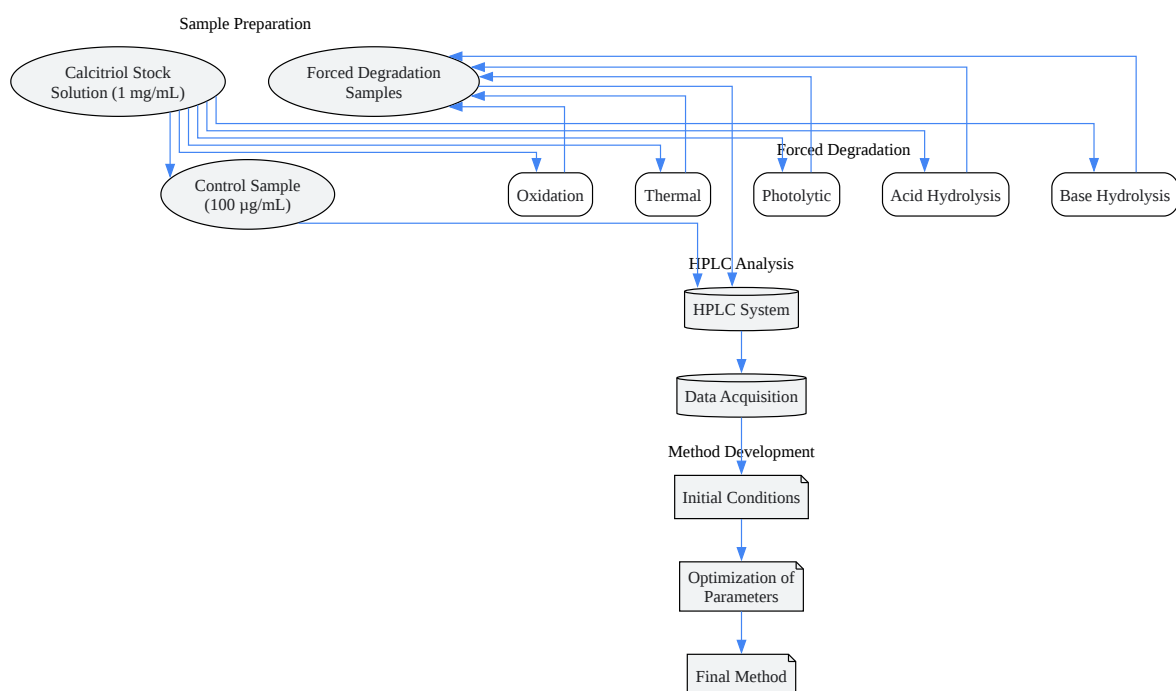 Sample Preparation
Calcitriol Stock
Solution (1 mg/mL)
Forced Degradation
Samples
Forced Degradation
Control Sample
(100 µg/mL)
Oxidation
Thermal
Photolytic
Acid Hydrolysis
Base Hydrolysis
HPLC Analysis
HPLC System
Data Acquisition
Method Development
Initial Conditions
Optimization of
Parameters
Final Method